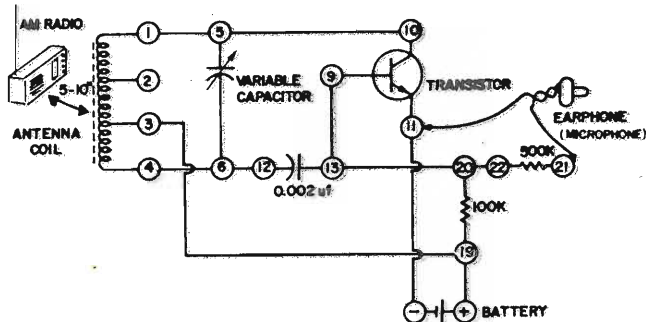 AM RADIO
5-10"
ANTENNA
COIL
1
2
3
4
5
6
VARIABLE
CAPACITOR
12
0.002 uf
13
9
10
TRANSISTOR
11
EARPHONE
(MICROPHONE)
500K
20
22
21
100K
19
-
+
BATTERY